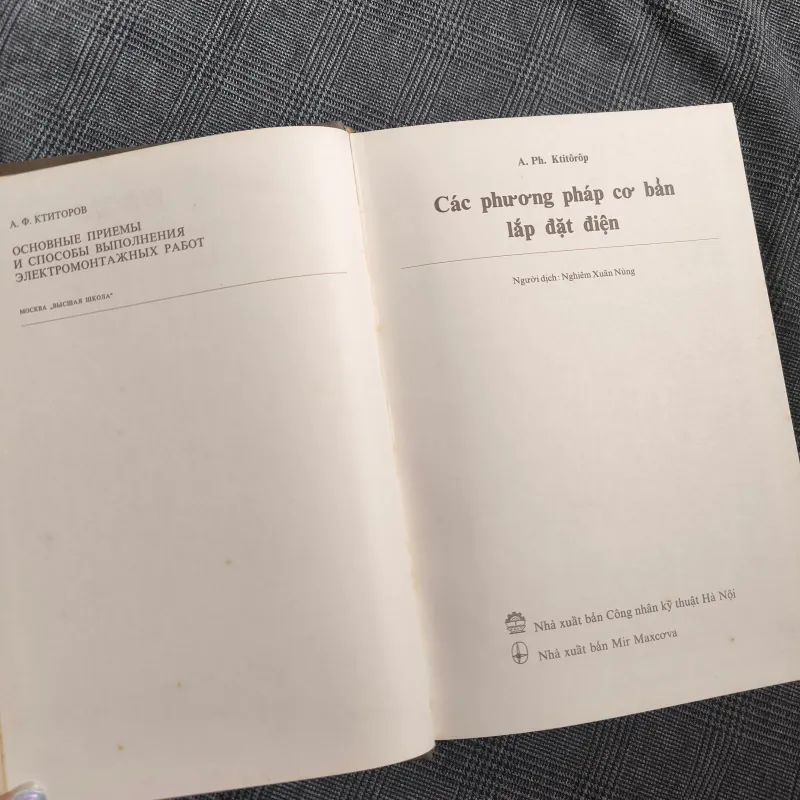 А. Ф. КТИТОРОВ
ОСНОВНЫЕ ПРИЕМЫ
И СПОСОБЫ ВЫПОЛНЕНИЯ
ЭЛЕКТРОМОНТАЖНЫХ РАБОТ
МОСКВА „ВЫСШАЯ ШКОЛА“
A. Ph. Ktitôrôp
Các phương pháp cơ bản
lắp đặt điện
Người dịch: Nghiêm Xuân Nùng
Nhà xuất bản Công nhân kỹ thuật Hà Nội
Nhà xuất bản Mir Maxcơva